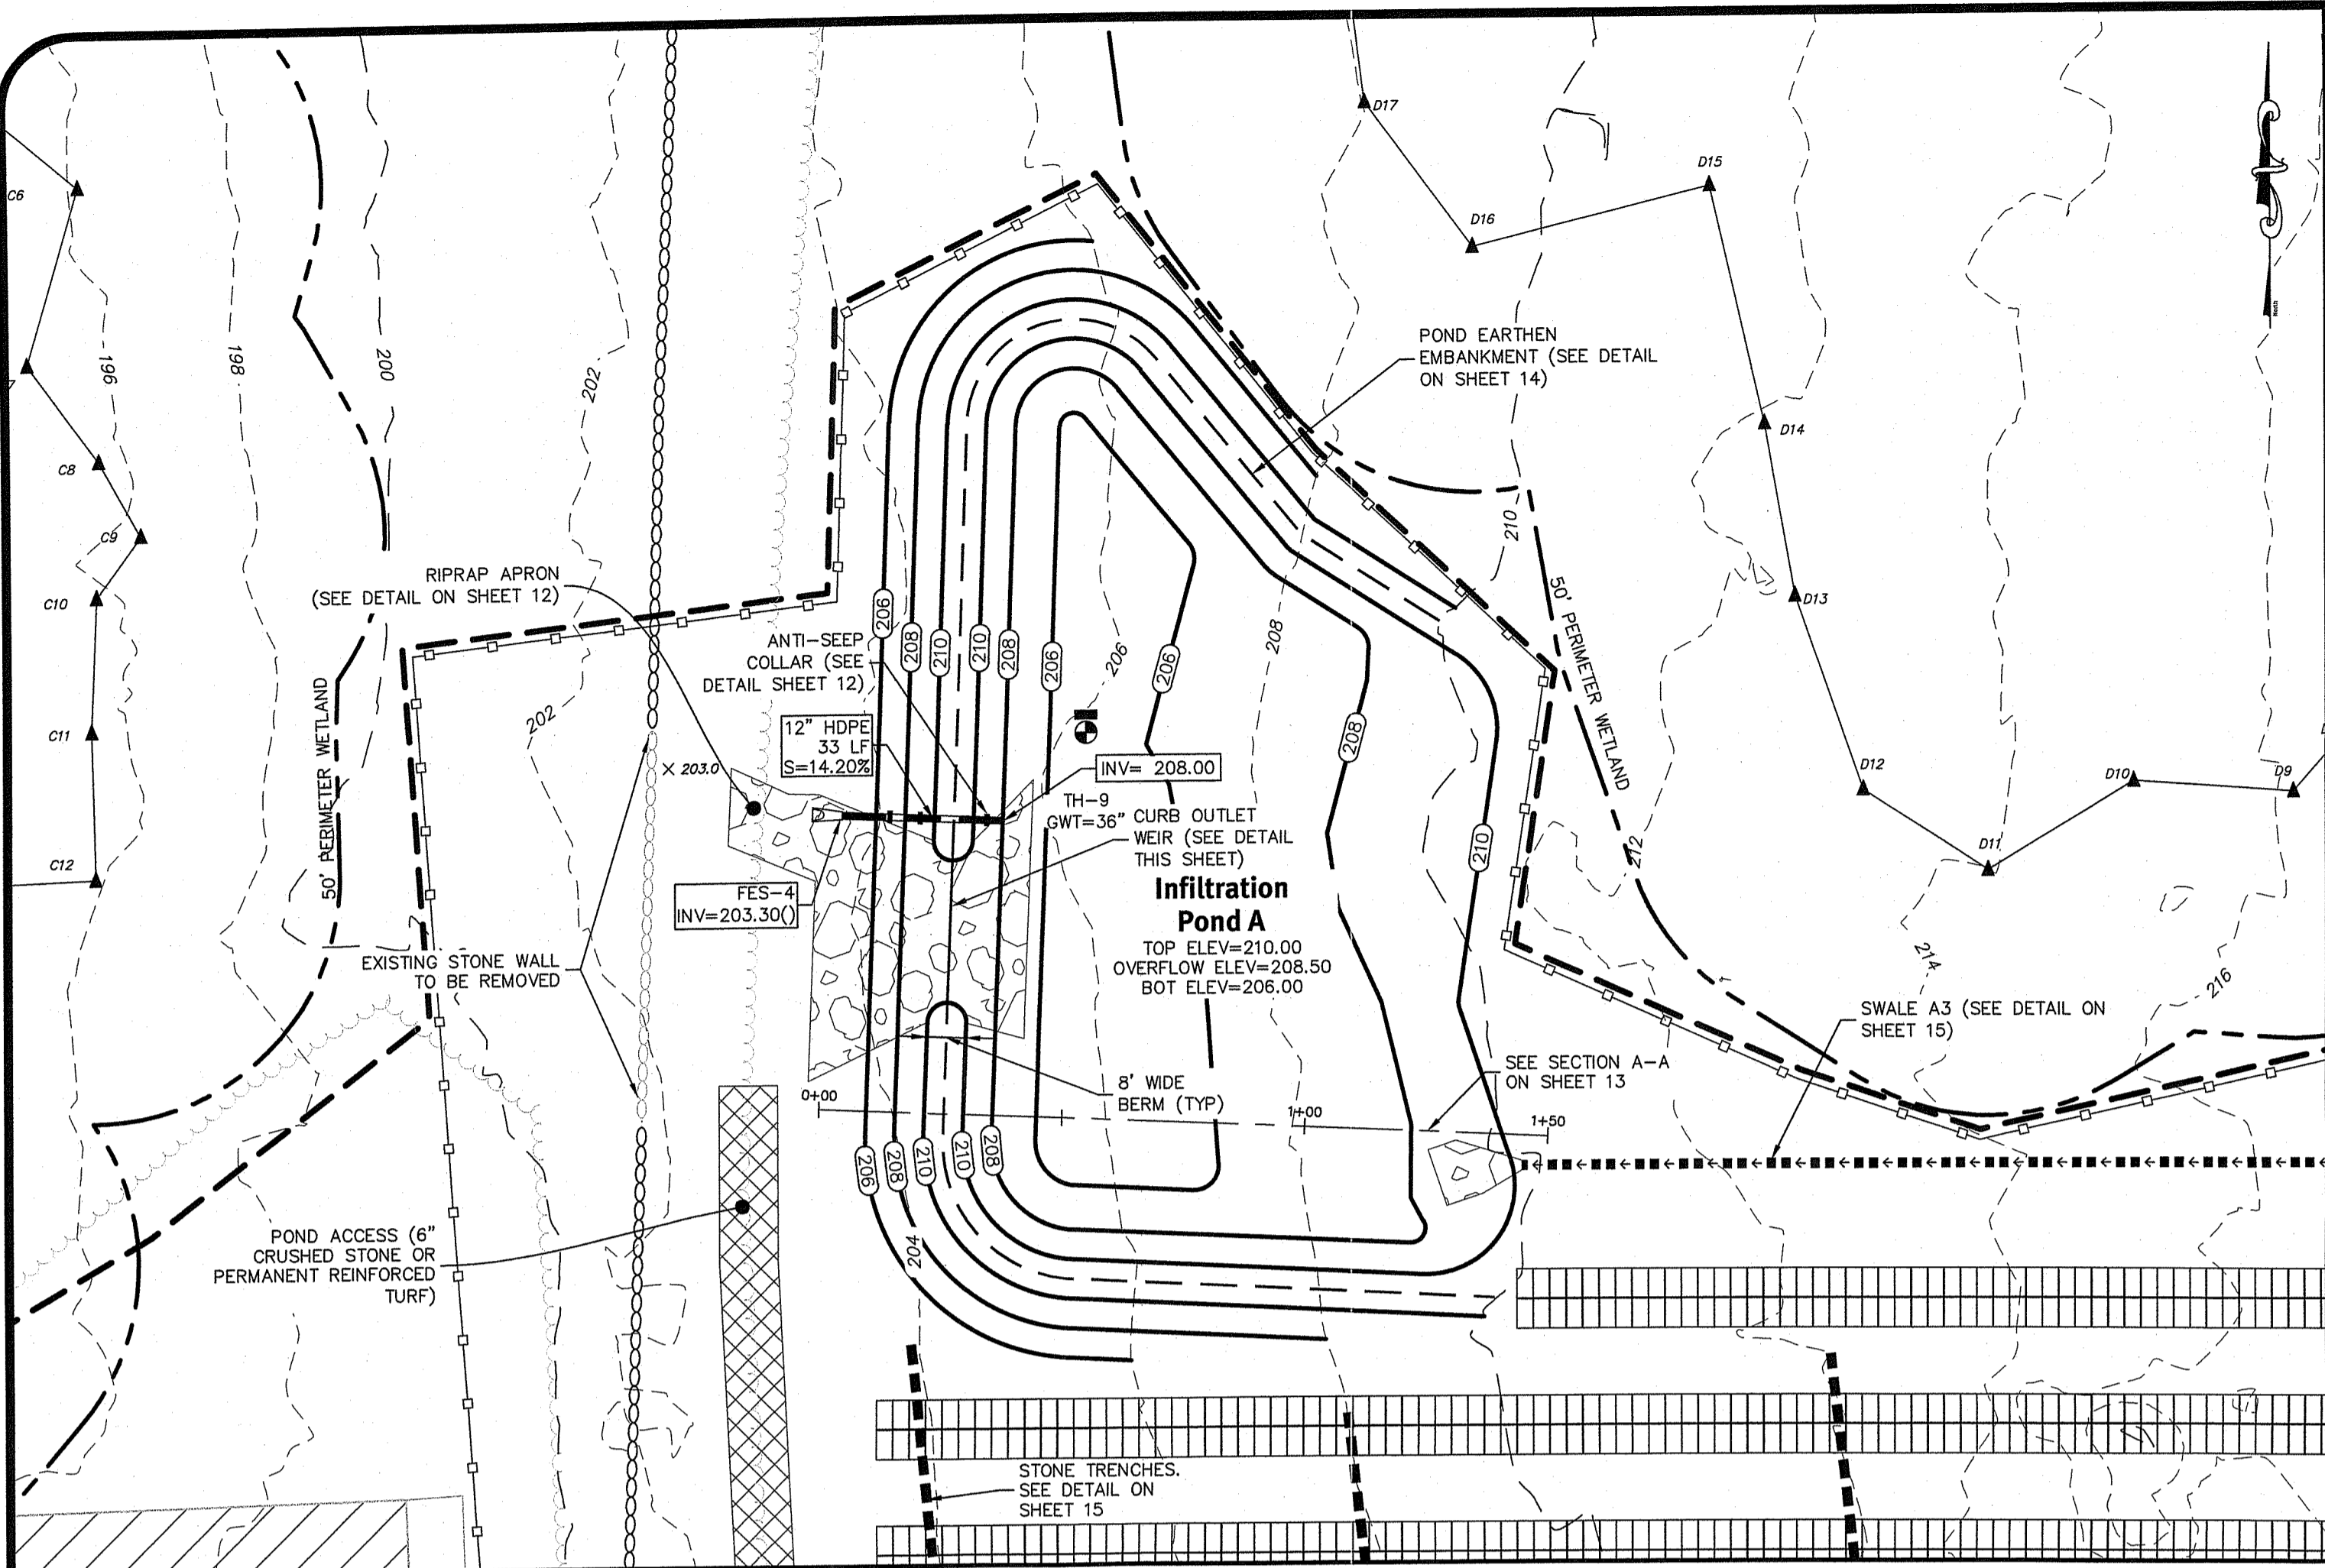 D17
D15
D16
C6
POND EARTHEN
EMBANKMENT (SEE DETAIL
ON SHEET 14)
196
198
200
202
D14
C8
C9
210
RIPRAP APRON
(SEE DETAIL ON SHEET 12)
C10
D13
50' PERIMETER WETLAND
ANTI-SEEP
COLLAR (SEE
DETAIL SHEET 12)
206
208
210
210
208
206
206
206
208
202
C11
50' PERIMETER WETLAND
12" HDPE
33 LF
S=14.20%
208
× 203.0
INV= 208.00
D12
D10
D9
TH-9
GWT=36"
CURB OUTLET
WEIR (SEE DETAIL
THIS SHEET)
210
212
D11
C12
FES-4
INV=203.30()
Infiltration
Pond A
TOP ELEV=210.00
OVERFLOW ELEV=208.50
BOT ELEV=206.00
EXISTING STONE WALL
TO BE REMOVED
214
216
SWALE A3 (SEE DETAIL ON
SHEET 15)
SEE SECTION A-A
ON SHEET 13
8' WIDE
BERM (TYP)
0+00
1+00
1+50
206
208
210
210
208
204
POND ACCESS (6"
CRUSHED STONE OR
PERMANENT REINFORCED
TURF)
STONE TRENCHES.
SEE DETAIL ON
SHEET 15
North